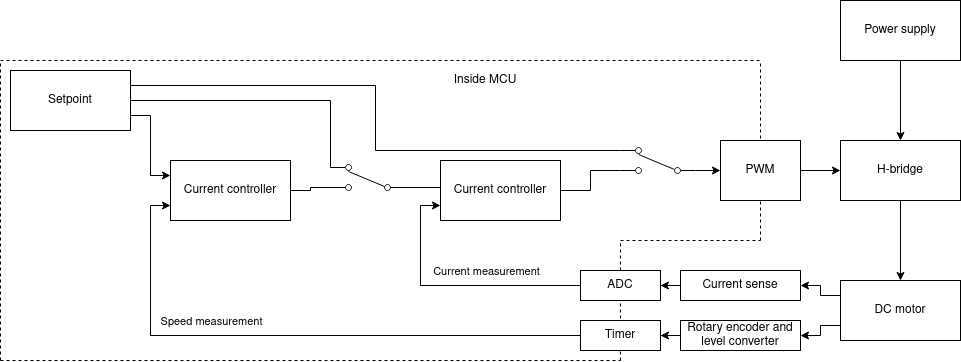 Power supply
Inside MCU
Setpoint
Current controller
Current controller
PWM
H-bridge
Current measurement
ADC
Current sense
DC motor
Speed measurement
Timer
Rotary encoder and
level converter